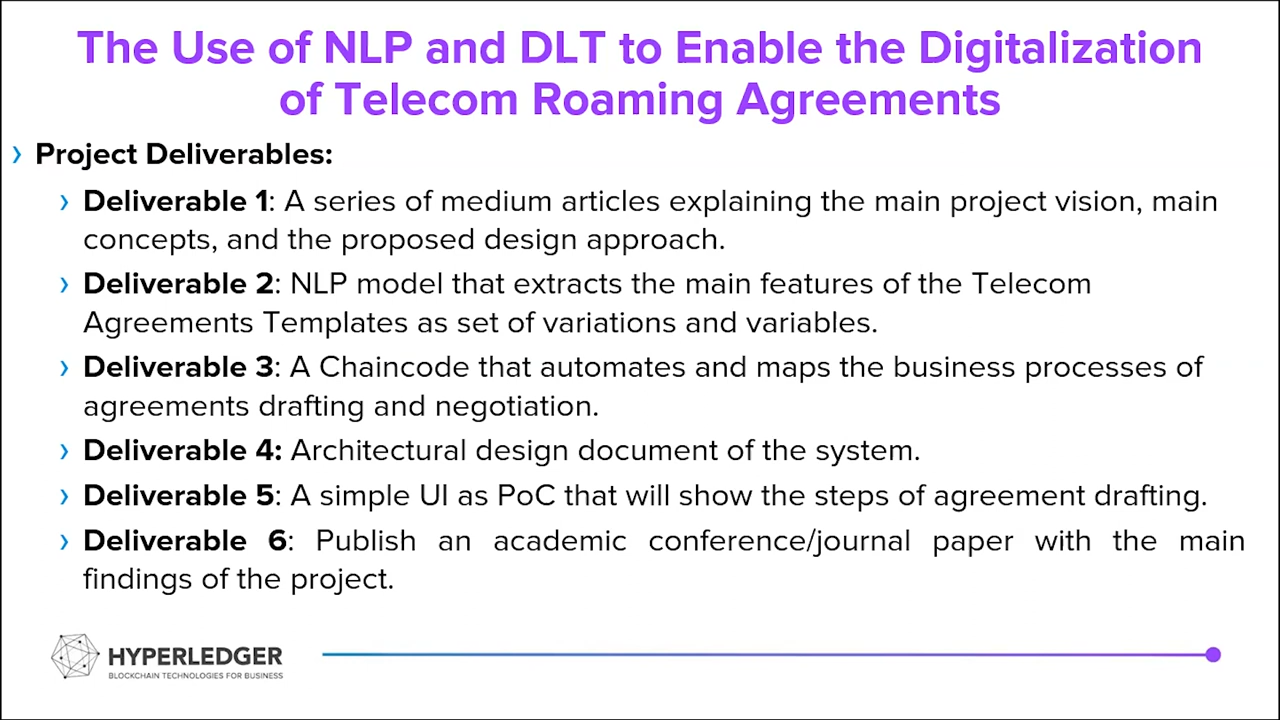 The Use of NLP and DLT to Enable the Digitalization
of Telecom Roaming Agreements
› Project Deliverables:
› Deliverable 1: A series of medium articles explaining the main project vision, main
concepts, and the proposed design approach.
› Deliverable 2: NLP model that extracts the main features of the Telecom
Agreements Templates as set of variations and variables.
› Deliverable 3: A Chaincode that automates and maps the business processes of
agreements drafting and negotiation.
› Deliverable 4: Architectural design document of the system.
› Deliverable 5: A simple UI as PoC that will show the steps of agreement drafting.
› Deliverable 6: Publish an academic conference/journal paper with the main
findings of the project.
HYPERLEDGER
BLOCKCHAIN TECHNOLOGIES FOR BUSINESS